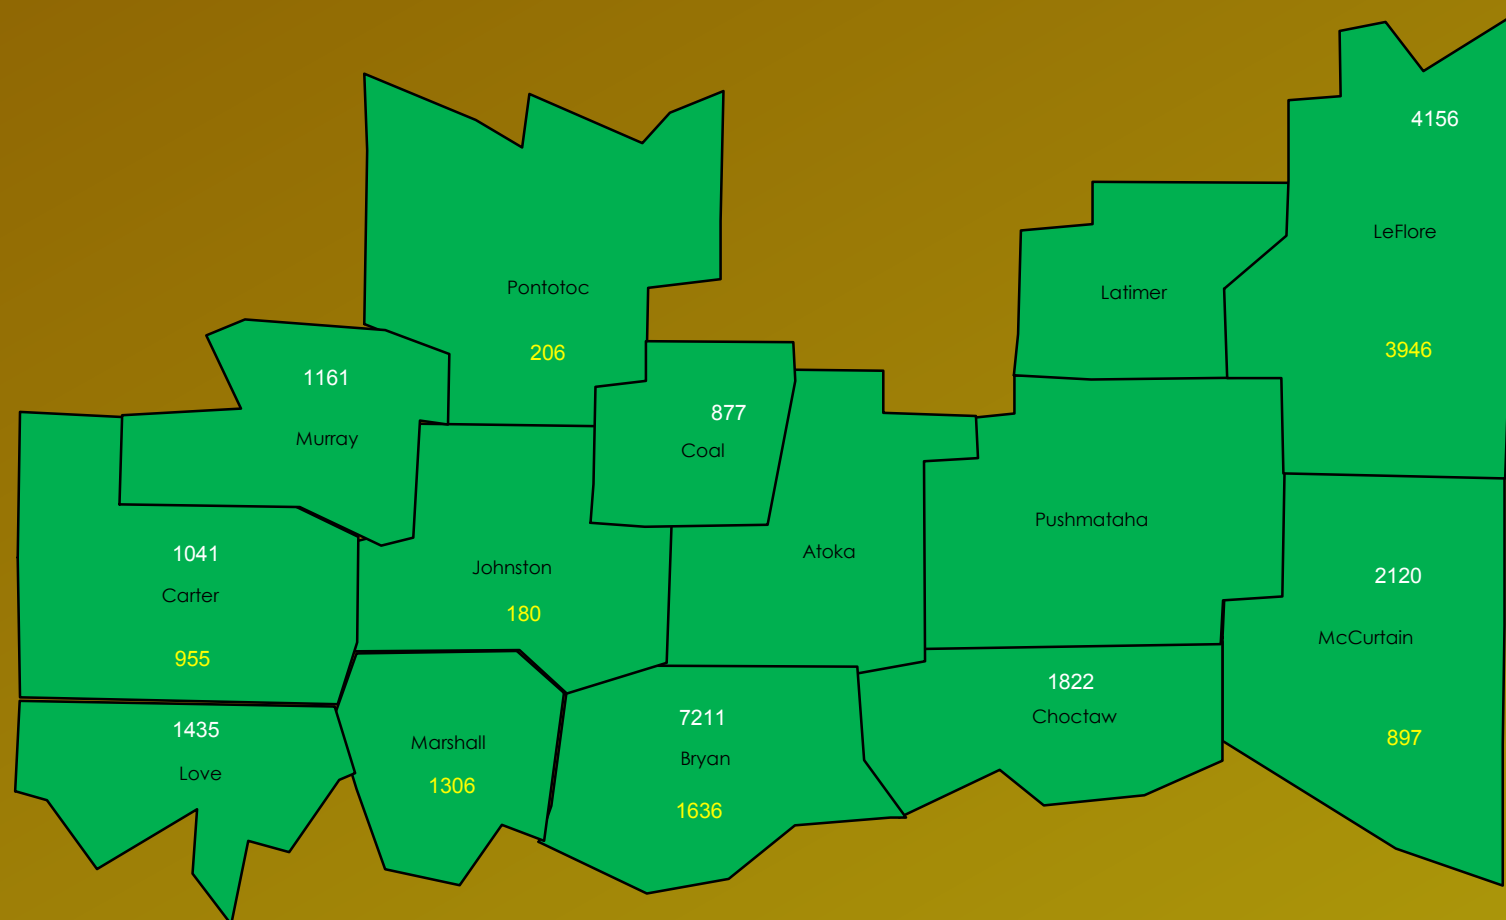 4156
LeFlore
3946
Latimer
Pontotoc
206
1161
Murray
877
Coal
Pushmataha
Atoka
1041
Carter
955
Johnston
180
2120
McCurtain
897
1822
Choctaw
7211
Bryan
1636
Marshall
1306
1435
Love